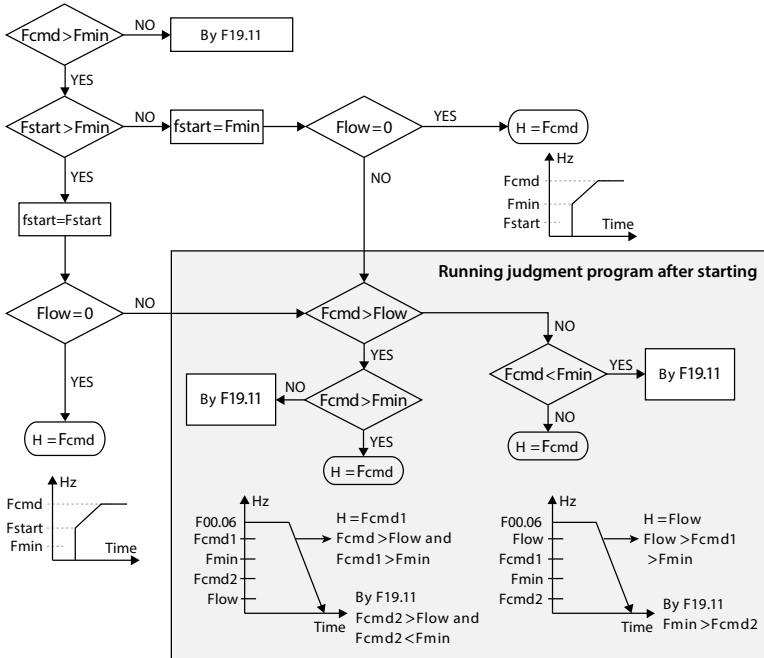 Fcmd>Fmin
NO
By F19.11
YES
Fstart>Fmin
NO
fstart=Fmin
Flow=0
YES
H=Fcmd
YES
NO
Hz
Fcmd
Fmin
Fstart
Time
fstart=Fstart
Running judgment program after starting
Flow=0
NO
Fcmd>Flow
NO
YES
YES
Fcmd<Fmin
YES
By F19.11
By F19.11
NO
Fcmd>Fmin
NO
YES
H=Fcmd
H=Fcmd
H=Fcmd
Hz
Fcmd
Fstart
Fmin
Time
Hz
F00.06
Fcmd1
Fmin
Fcmd2
Flow
Time
H=Fcmd1
Fcmd>Flow and
Fcmd1>Fmin
By F19.11
Fcmd2>Flow and
Fcmd2<Fmin
Hz
F00.06
Flow
Fcmd1
Fmin
Fcmd2
Time
H=Flow
Flow>Fcmd1
>Fmin
By F19.11
Fmin>Fcmd2